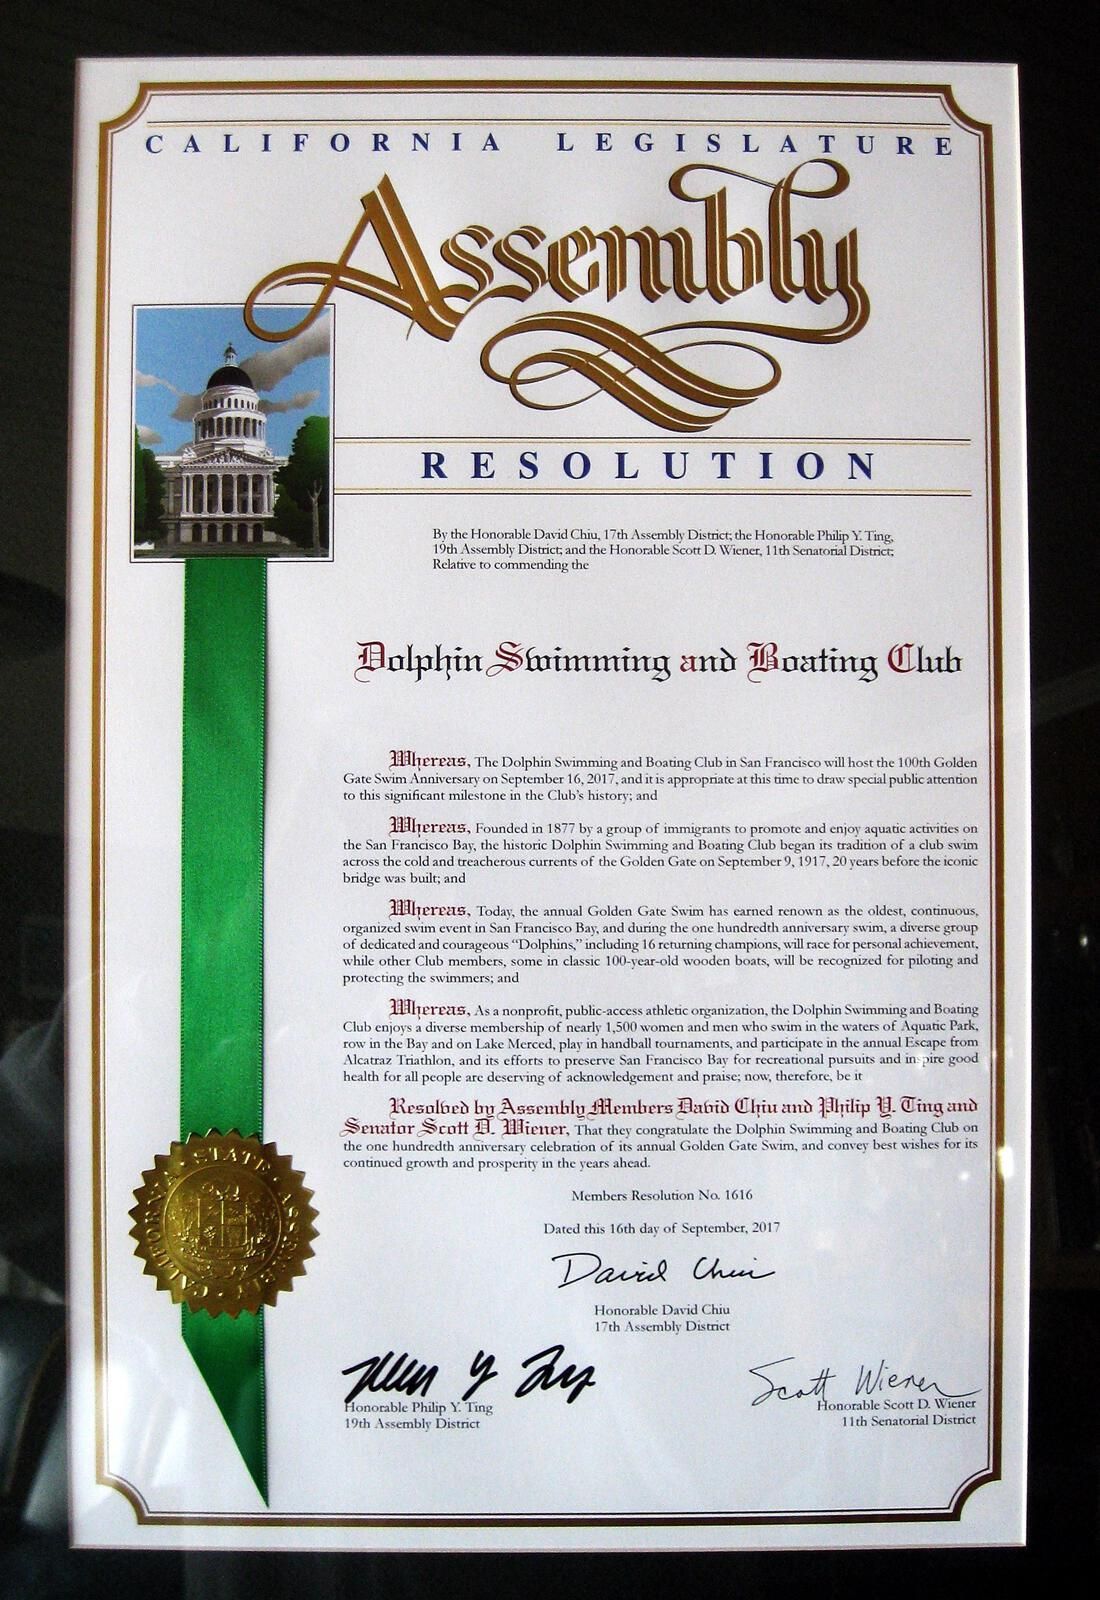 CALIFORNIA LEGISLATURE
Assembly
RESOLUTION
By the Honorable David Chiu, 17th Assembly District; the Honorable Philip Y. Ting,
19th Assembly District; and the Honorable Scott D. Wiener, 11th Senatorial District;
Relative to commending the
Dolphin Swimming and Boating Club
Whereas, The Dolphin Swimming and Boating Club in San Francisco will host the 100th Golden
Gate Swim Anniversary on September 16, 2017, and it is appropriate at this time to draw special public attention
to this significant milestone in the Club's history; and
Whereas, Founded in 1877 by a group of immigrants to promote and enjoy aquatic activities on
the San Francisco Bay, the historic Dolphin Swimming and Boating Club began its tradition of a club swim
across the cold and treacherous currents of the Golden Gate on September 9, 1917, 20 years before the iconic
bridge was built; and
Whereas, Today, the annual Golden Gate Swim has earned renown as the oldest, continuous,
organized swim event in San Francisco Bay, and during the one hundredth anniversary swim, a diverse group
of dedicated and courageous “Dolphins,” including 16 returning champions, will race for personal achievement,
while other Club members, some in classic 100-year-old wooden boats, will be recognized for piloting and
protecting the swimmers; and
Whereas, As a nonprofit, public-access athletic organization, the Dolphin Swimming and Boating
Club enjoys a diverse membership of nearly 1,500 women and men who swim in the waters of Aquatic Park,
row in the Bay and on Lake Merced, play in handball tournaments, and participate in the annual Escape from
Alcatraz Triathlon, and its efforts to preserve San Francisco Bay for recreational pursuits and inspire good
health for all people are deserving of acknowledgement and praise; now, therefore, be it
Resolved by Assembly Members David Chiu and Philip Y. Ting and
Senator Scott D. Wiener, That they congratulate the Dolphin Swimming and Boating Club on
the one hundredth anniversary celebration of its annual Golden Gate Swim, and convey best wishes for its
continued growth and prosperity in the years ahead.
Members Resolution No. 1616
Dated this 16th day of September, 2017
David Chiu
Honorable David Chiu
17th Assembly District
Honorable Philip Y. Ting
19th Assembly District
Scott Wiener
Honorable Scott D. Wiener
11th Senatorial District
CALIFORNIA STATE ASSEMBLY